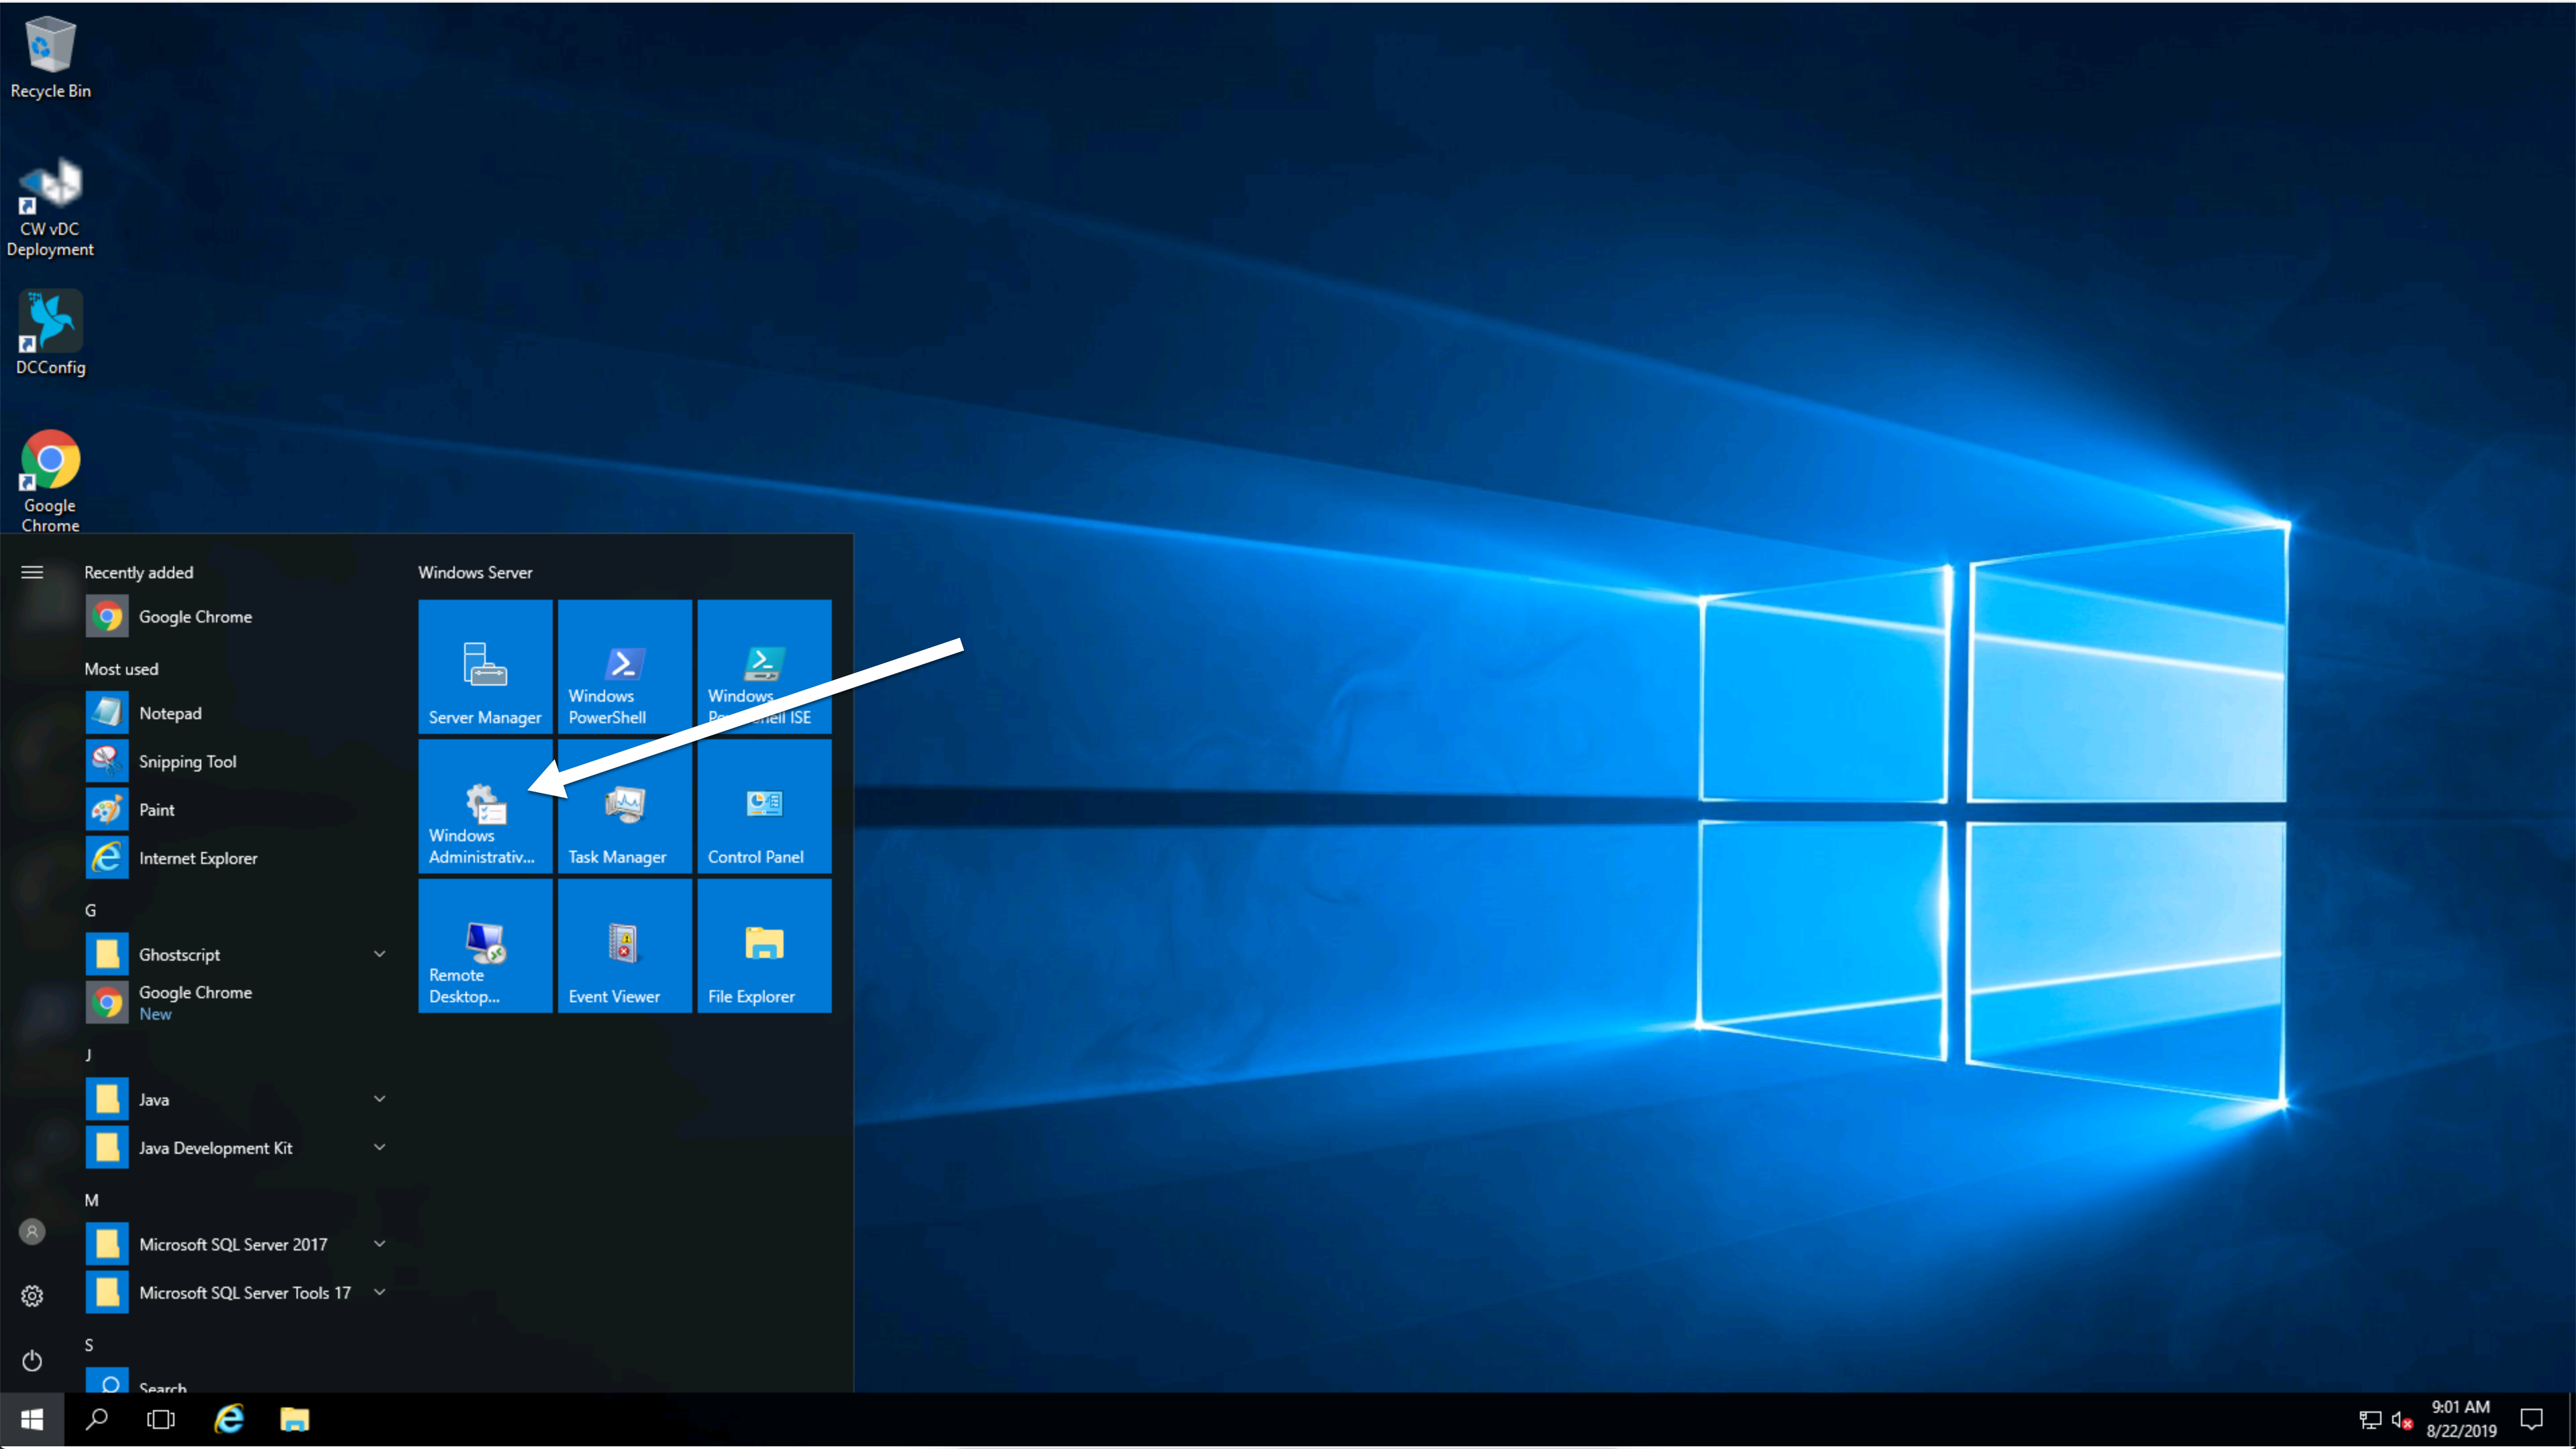 Recycle Bin
CW vDC
Deployment
DCConfig
Google
Chrome
Recently added
Google Chrome
Most used
Notepad
Snipping Tool
Paint
Internet Explorer
G
Ghostscript
Google Chrome
New
J
Java
Java Development Kit
M
Microsoft SQL Server 2017
Microsoft SQL Server Tools 17
S
Search
Windows Server
Server Manager
Windows
PowerShell
Windows
PowerShell ISE
Windows
Administrativ...
Task Manager
Control Panel
Remote
Desktop...
Event Viewer
File Explorer
9:01 AM
8/22/2019